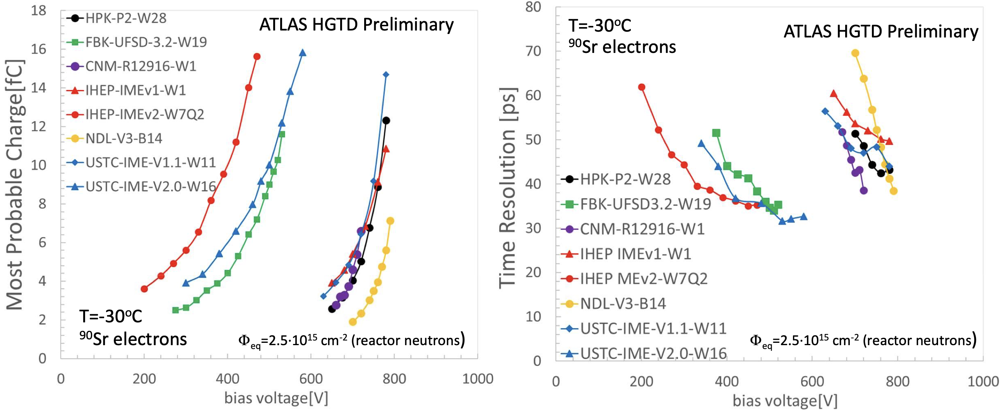 18
16
14
12
10
8
6
4
2
0
Most Probable Charge[fC]
HPK-P2-W28
FBK-UFSD-3.2-W19
CNM-R12916-W1
IHEP-IMEv1-W1
IHEP-IMEv2-W7Q2
NDL-V3-B14
USTC-IME-V1.1-W11
USTC-IME-V2.0-W16
ATLAS HGTD Preliminary
T=-30ºC
⁹⁰Sr electrons
Φeq=2.5·10¹⁵ cm⁻² (reactor neutrons)
0 200 400 600 800 1000
bias voltage[V]
80
70
60
50
40
30
20
10
0
Time Resolution [ps]
T=-30ºC
⁹⁰Sr electrons
ATLAS HGTD Preliminary
HPK-P2-W28
FBK-UFSD3.2-W19
CNM-R12916-W1
IHEP IMEv1-W1
IHEP MEv2-W7Q2
NDL-V3-B14
USTC-IME-V1.1-W11
USTC-IME-V2.0-W16
Φeq=2.5·10¹⁵ cm⁻² (reactor neutrons)
0 200 400 600 800 1000
bias voltage[V]